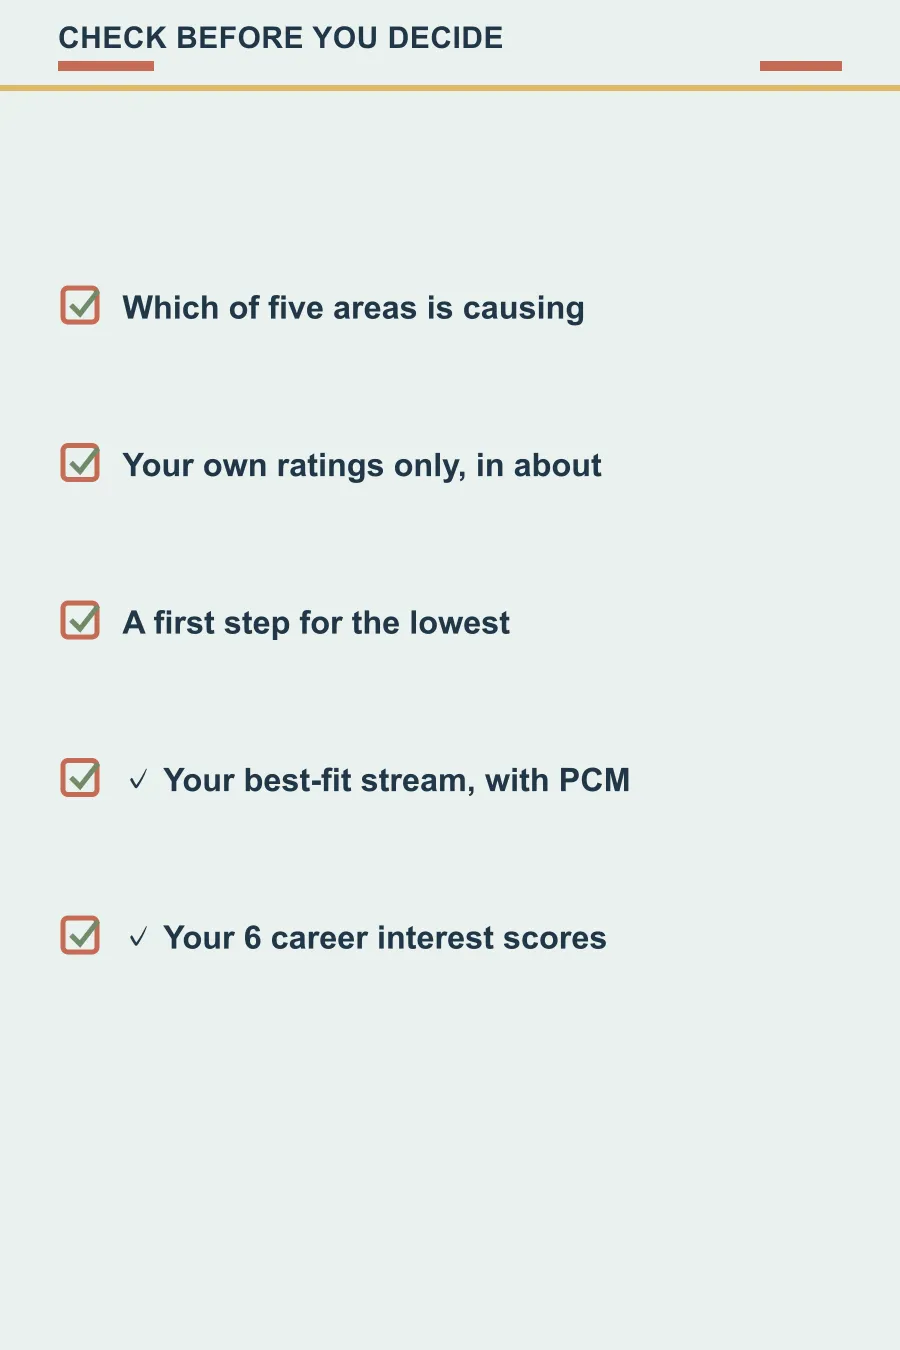 CHECK BEFORE YOU DECIDE
Which of five areas is causing
Your own ratings only, in about
A first step for the lowest
✓ Your best-fit stream, with PCM
✓ Your 6 career interest scores